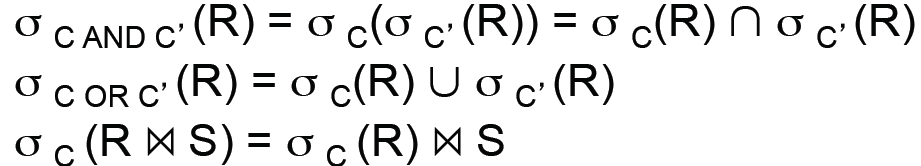 σ C AND C' (R) = σ C(σ C' (R)) = σ C(R) ∩ σ C' (R)
σ C OR C' (R) = σ C(R) ∪ σ C' (R)
σ C (R ⋈ S) = σ C (R) ⋈ S